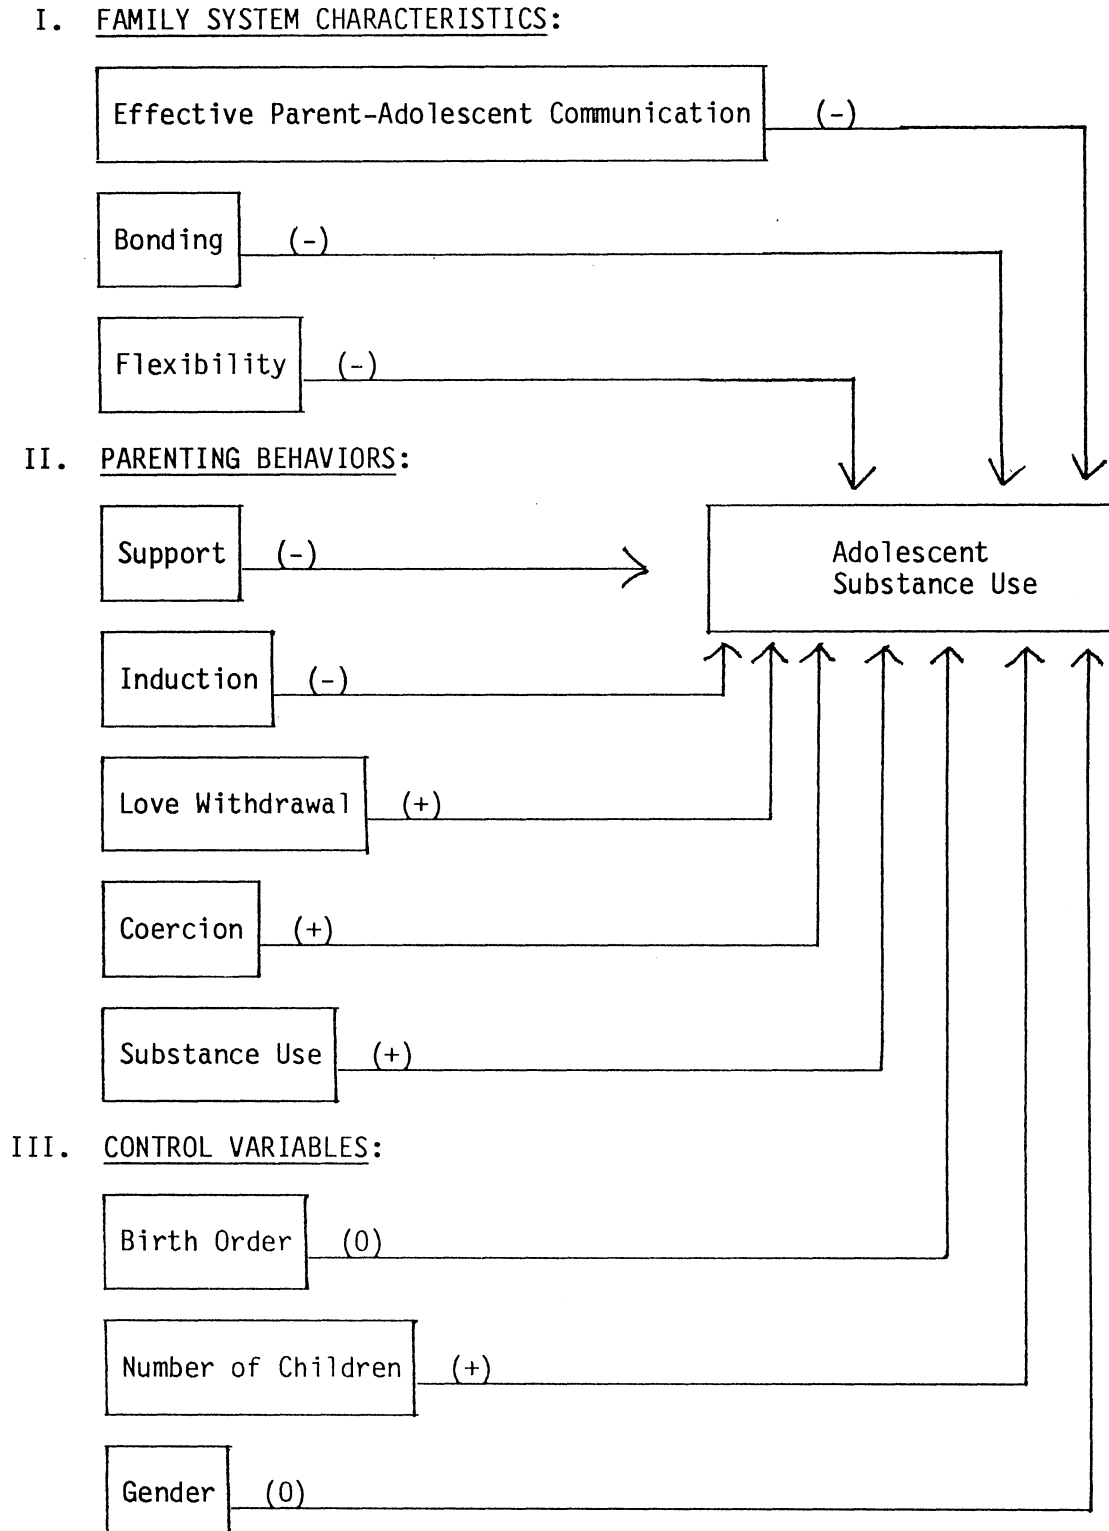 I. FAMILY SYSTEM CHARACTERISTICS:
Effective Parent-Adolescent Communication (-)
Bonding (-)
Flexibility (-)
II. PARENTING BEHAVIORS:
Adolescent
Substance Use
Support (-)
Induction (-)
Love Withdrawal (+)
Coercion (+)
Substance Use (+)
III. CONTROL VARIABLES:
Birth Order (0)
Number of Children (+)
Gender (0)